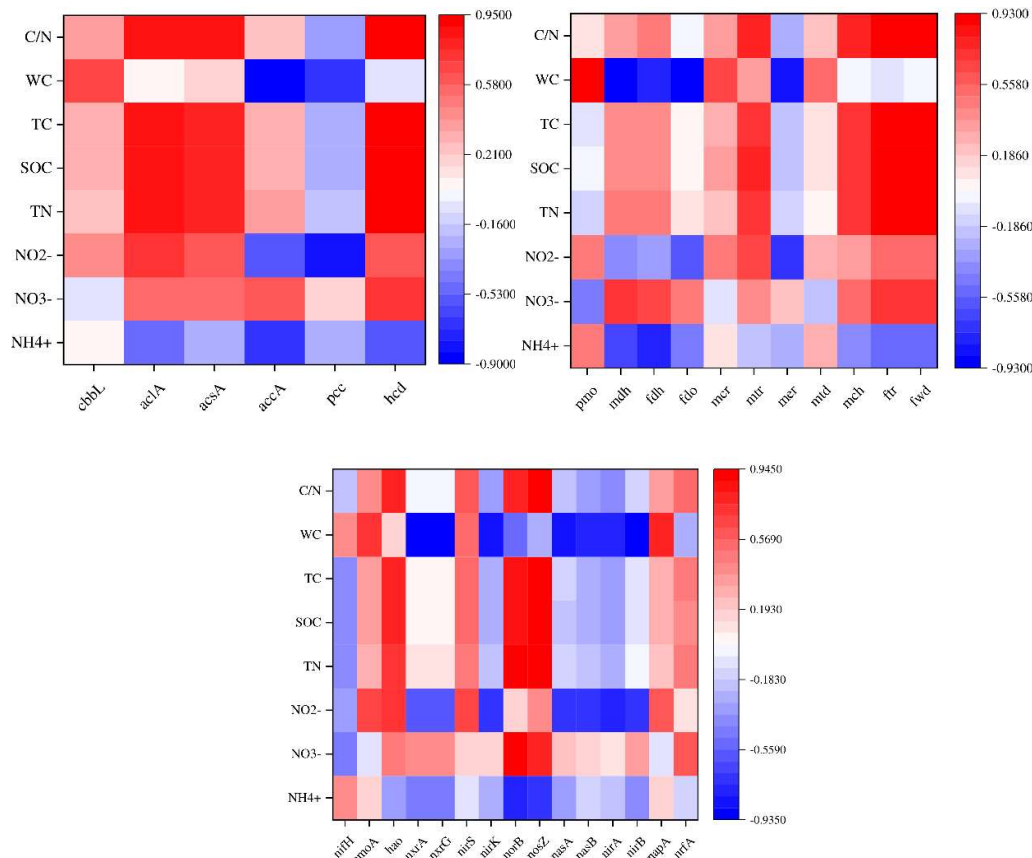 C/N
WC
TC
SOC
TN
NO2-
NO3-
NH4+
cbbL
aclA
acsA
accA
pcc
hcd
0.9500
0.5800
0.2100
-0.1600
-0.5300
-0.9000
C/N
WC
TC
SOC
TN
NO2-
NO3-
NH4+
pmo
mdh
fdh
fdo
mcr
mtr
mer
mtd
mch
ftr
fwd
0.9300
0.5580
0.1860
-0.1860
-0.5580
-0.9300
C/N
WC
TC
SOC
TN
NO2-
NO3-
NH4+
nifH
moA
hao
nxrA
nxrG
nirS
nirK
norB
nosZ
nasA
nasB
nirA
nirB
napA
nrfA
0.9450
0.5690
0.1930
-0.1830
-0.5590
-0.9350